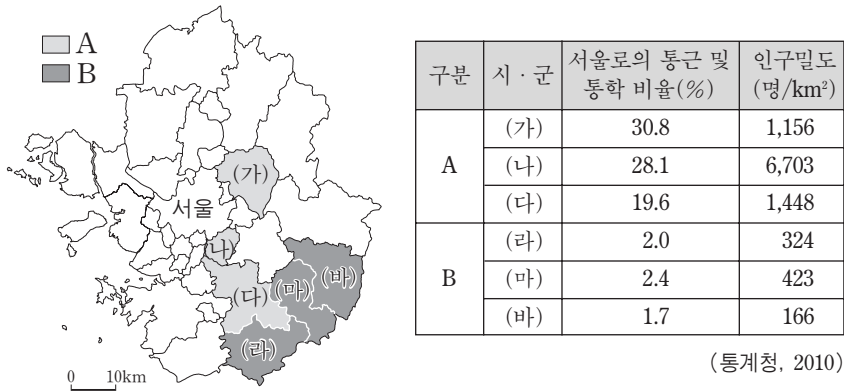 A
B
(가)
서울
(나)
(다)
(마)
(바)
(라)
0 10km
구분 시 · 군 서울로의 통근 및 통학 비율(%) 인구밀도 (명/km²)
A (가) 30.8 1,156
(나) 28.1 6,703
(다) 19.6 1,448
B (라) 2.0 324
(마) 2.4 423
(바) 1.7 166
(통계청, 2010)